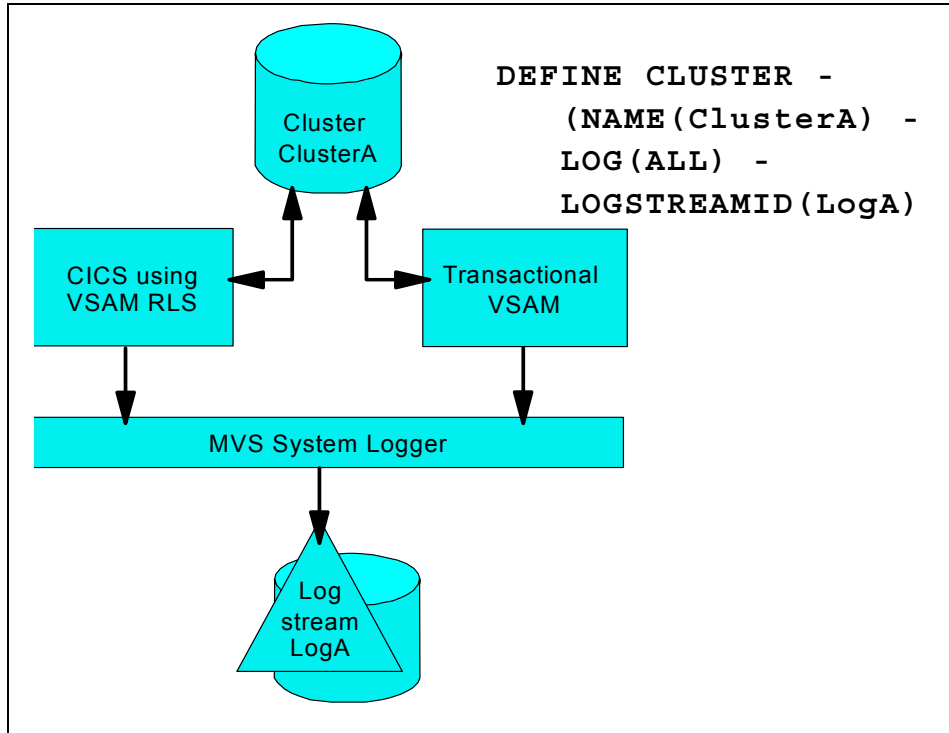 Cluster
ClusterA
DEFINE CLUSTER -
(NAME(ClusterA) -
LOG(ALL) -
LOGSTREAMID(LogA)
CICS using
VSAM RLS
Transactional
VSAM
MVS System Logger
Log
stream
LogA